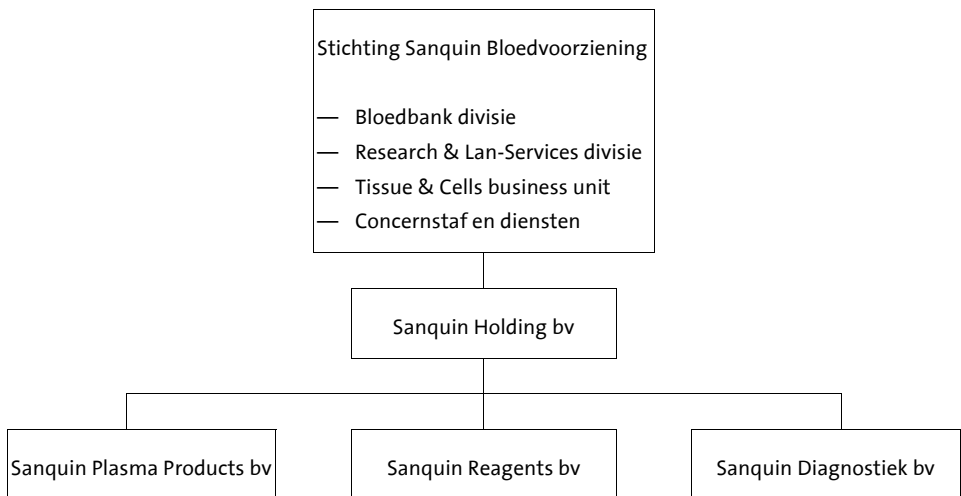 Stichting Sanquin Bloedvoorziening
— Bloedbank divisie
— Research & Lan-Services divisie
— Tissue & Cells business unit
— Concernstaf en diensten
Sanquin Holding bv
Sanquin Plasma Products bv
Sanquin Reagents bv
Sanquin Diagnostiek bv